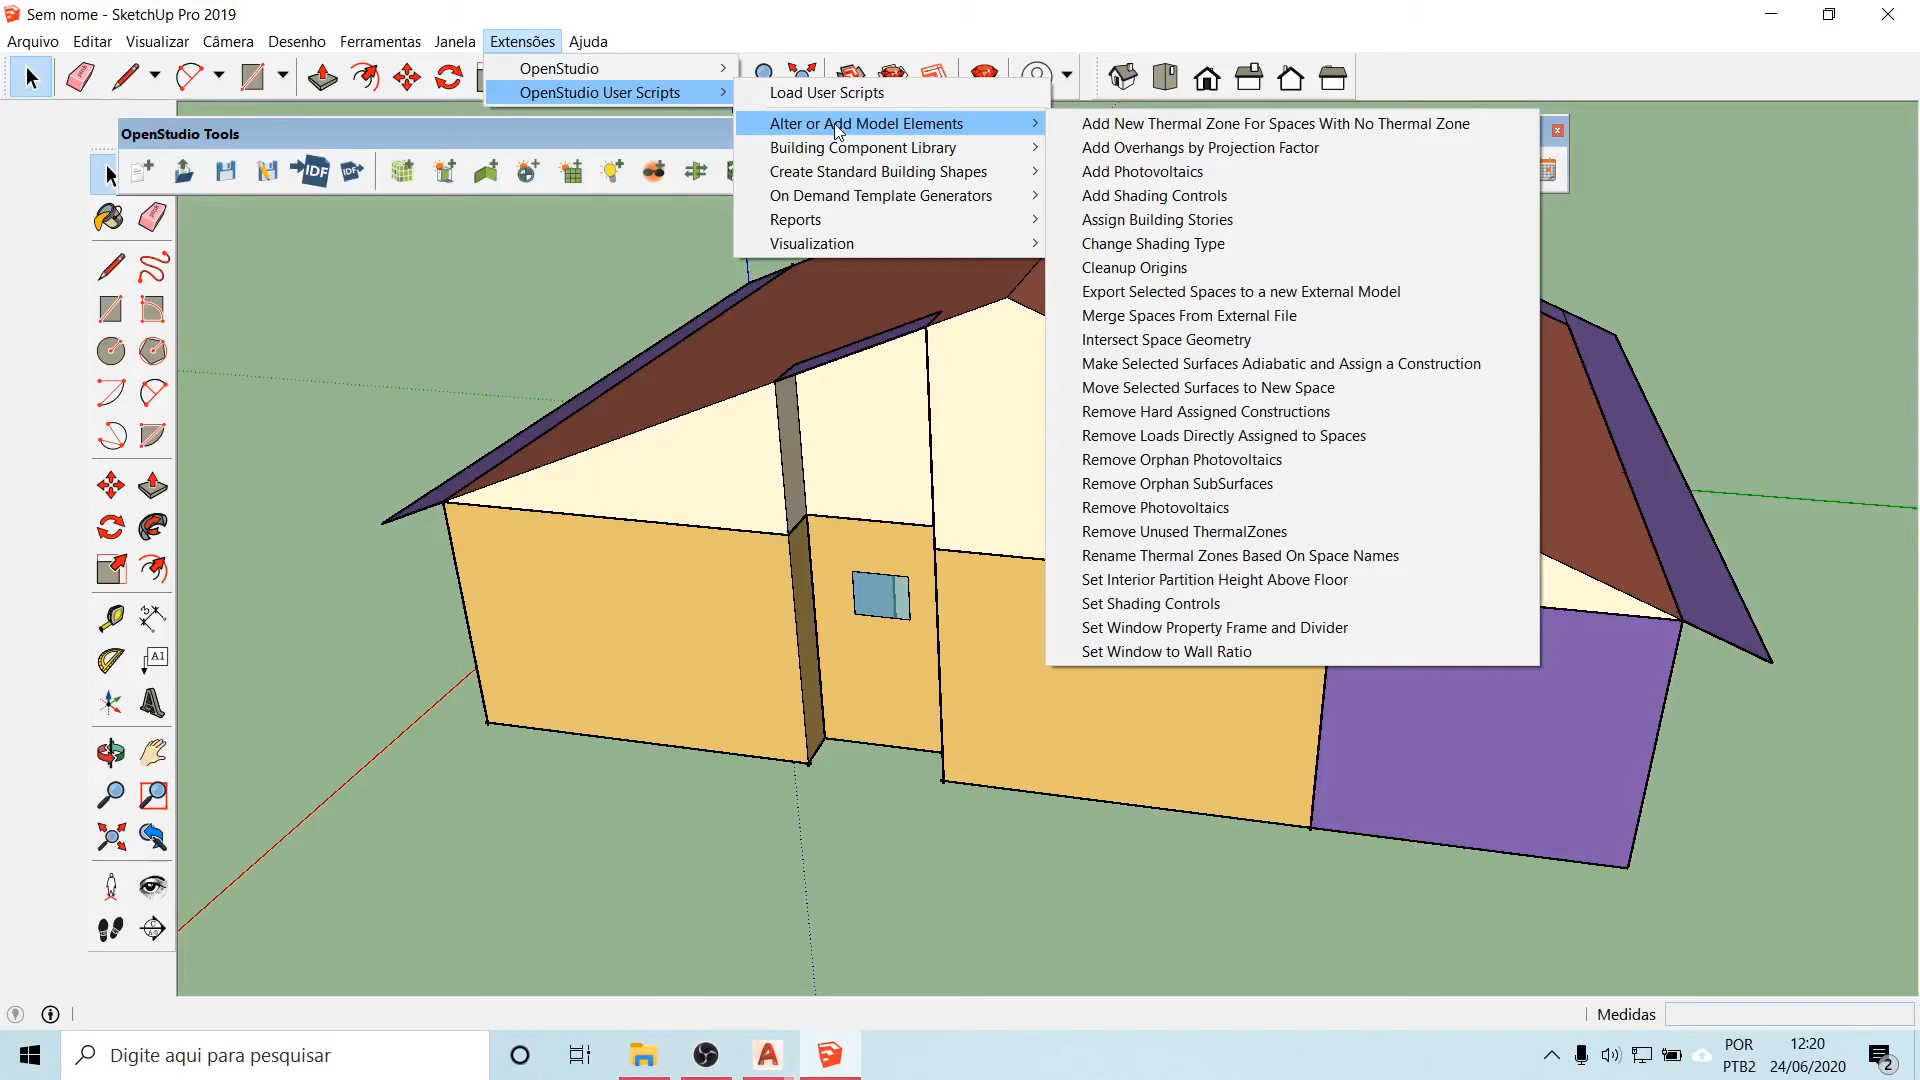 Sem nome - SketchUp Pro 2019
Arquivo Editar Visualizar Câmera Desenho Ferramentas Janela Extensões Ajuda
OpenStudio
OpenStudio User Scripts
Load User Scripts
Alter or Add Model Elements
Building Component Library
Create Standard Building Shapes
On Demand Template Generators
Reports
Visualization
Add New Thermal Zone For Spaces With No Thermal Zone
Add Overhangs by Projection Factor
Add Photovoltaics
Add Shading Controls
Assign Building Stories
Change Shading Type
Cleanup Origins
Export Selected Spaces to a new External Model
Merge Spaces From External File
Intersect Space Geometry
Make Selected Surfaces Adiabatic and Assign a Construction
Move Selected Surfaces to New Space
Remove Hard Assigned Constructions
Remove Loads Directly Assigned to Spaces
Remove Orphan Photovoltaics
Remove Orphan SubSurfaces
Remove Photovoltaics
Remove Unused ThermalZones
Rename Thermal Zones Based On Space Names
Set Interior Partition Height Above Floor
Set Shading Controls
Set Window Property Frame and Divider
Set Window to Wall Ratio
OpenStudio Tools
IDF IDF
A1
Medidas
Digite aqui para pesquisar
POR
PTB2
12:20
24/06/2020
2